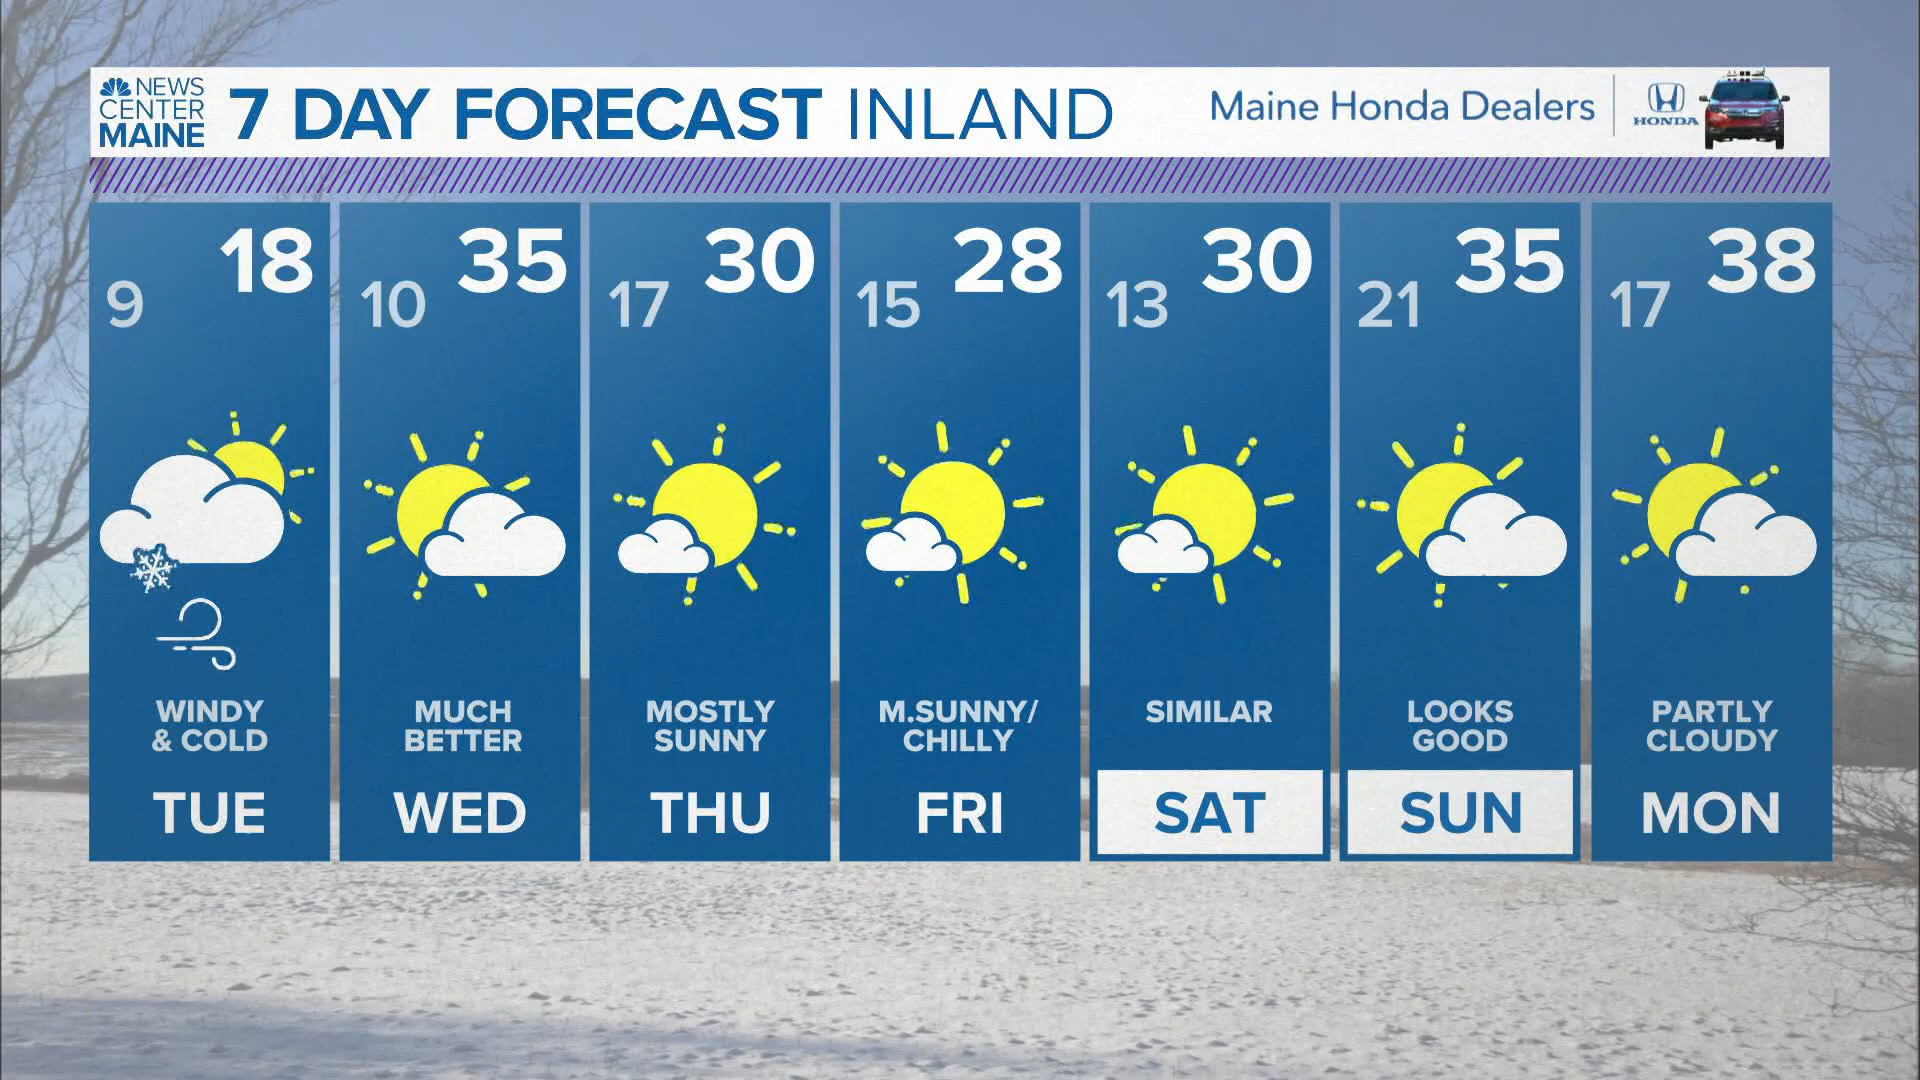 NEWS
CENTER
MAINE
7 DAY FORECAST INLAND
Maine Honda Dealers
HONDA
9 18
10 35
17 30
15 28
13 30
21 35
17 38
WINDY
& COLD
MUCH
BETTER
MOSTLY
SUNNY
M.SUNNY/
CHILLY
SIMILAR
LOOKS
GOOD
PARTLY
CLOUDY
TUE
WED
THU
FRI
SAT
SUN
MON